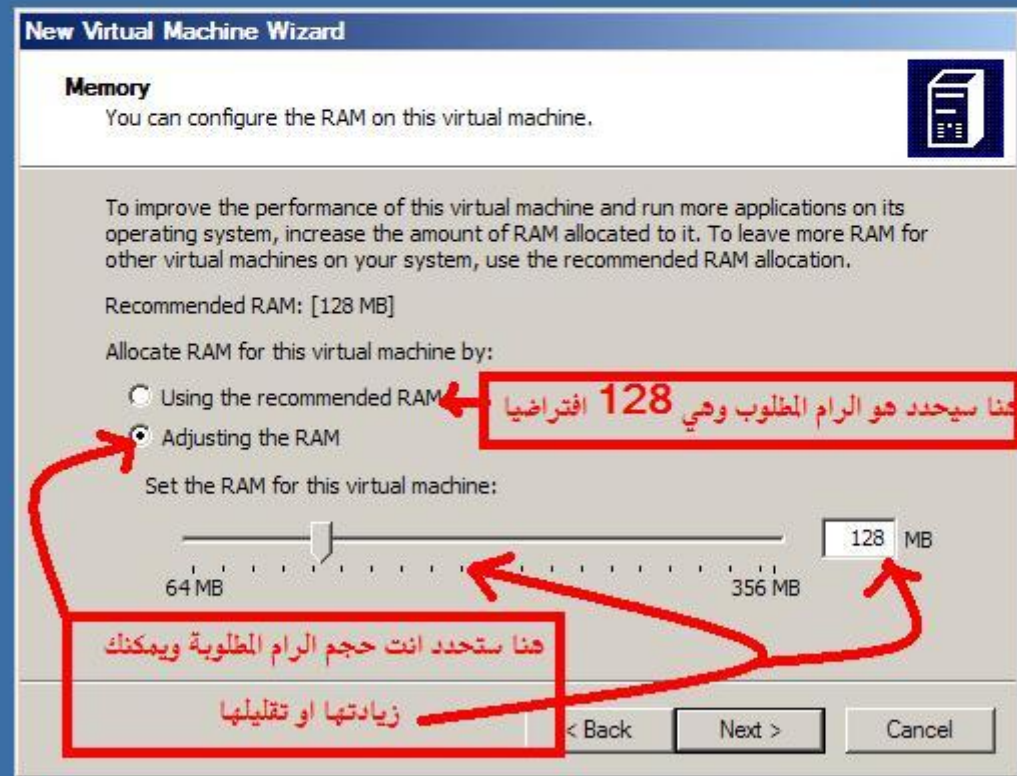 New Virtual Machine Wizard
Memory
You can configure the RAM on this virtual machine.
To improve the performance of this virtual machine and run more applications on its
operating system, increase the amount of RAM allocated to it. To leave more RAM for
other virtual machines on your system, use the recommended RAM allocation.
Recommended RAM: [128 MB]
Allocate RAM for this virtual machine by:
Using the recommended RAM
هنا سيحدد هو الرام المطلوب وهي 128 افتراضيا
Adjusting the RAM
Set the RAM for this virtual machine:
128 MB
64 MB 356 MB
هنا ستحدد انت حجم الرام المطلوبة ويمكنك
زيادتها او تقليلها
< Back Next > Cancel